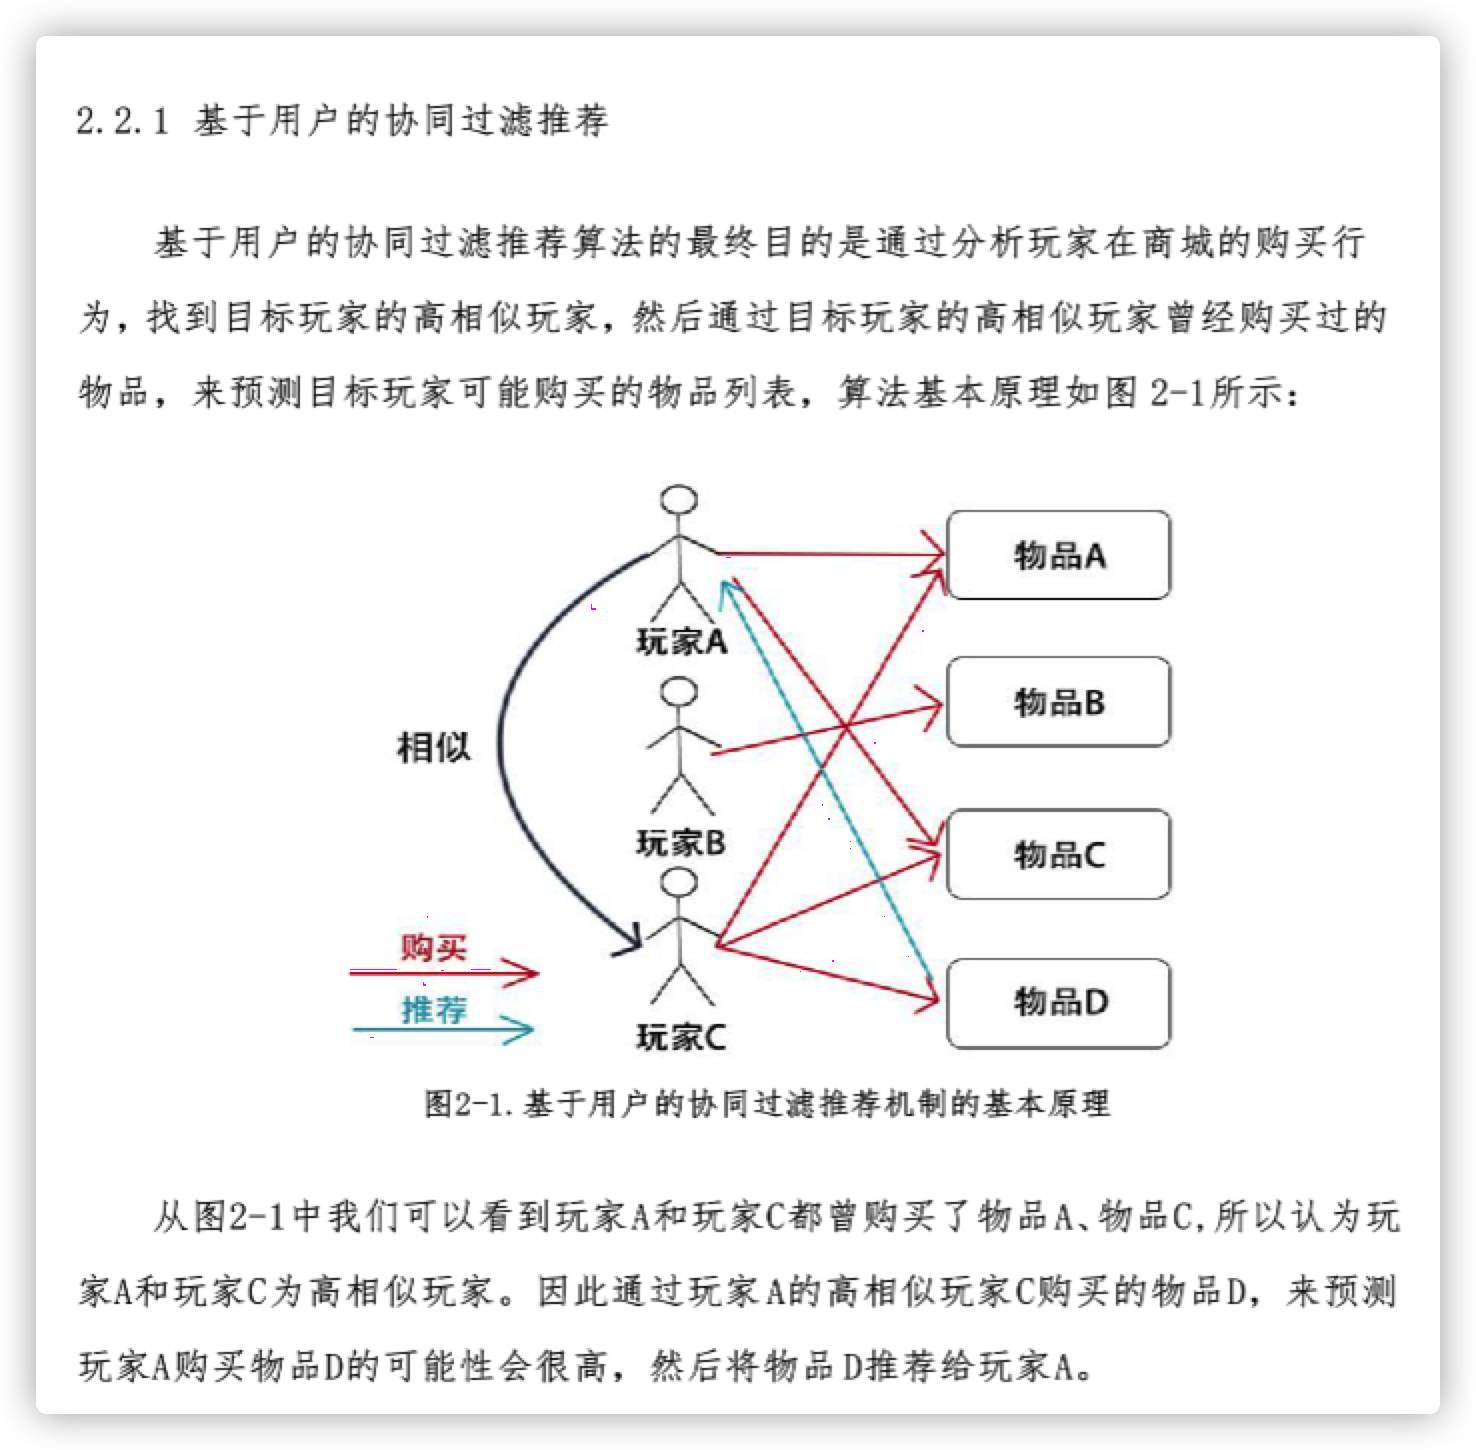 2.2.1 基于用户的协同过滤推荐
基于用户的协同过滤推荐算法的最终目的是通过分析玩家在商城的购买行
为，找到目标玩家的高相似玩家，然后通过目标玩家的高相似玩家曾经购买过的
物品，来预测目标玩家可能购买的物品列表，算法基本原理如图 2-1所示：
物品A
玩家A
物品B
相似
玩家B
物品C
购买
推荐
物品D
玩家C
图2-1.基于用户的协同过滤推荐机制的基本原理
从图2-1中我们可以看到玩家A和玩家C都曾购买了物品A、物品C,所以认为玩
家A和玩家C为高相似玩家。因此通过玩家A的高相似玩家C购买的物品D，来预测
玩家A购买物品D的可能性会很高，然后将物品D推荐给玩家A。